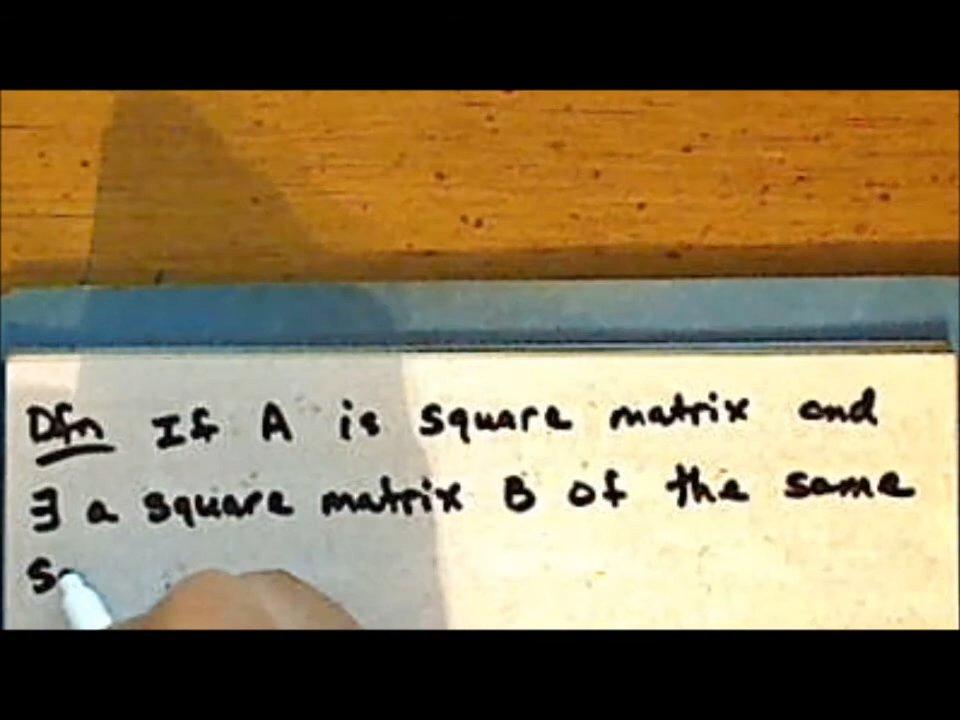 Dfn If A is square matrix and
∃ a square matrix B of the same